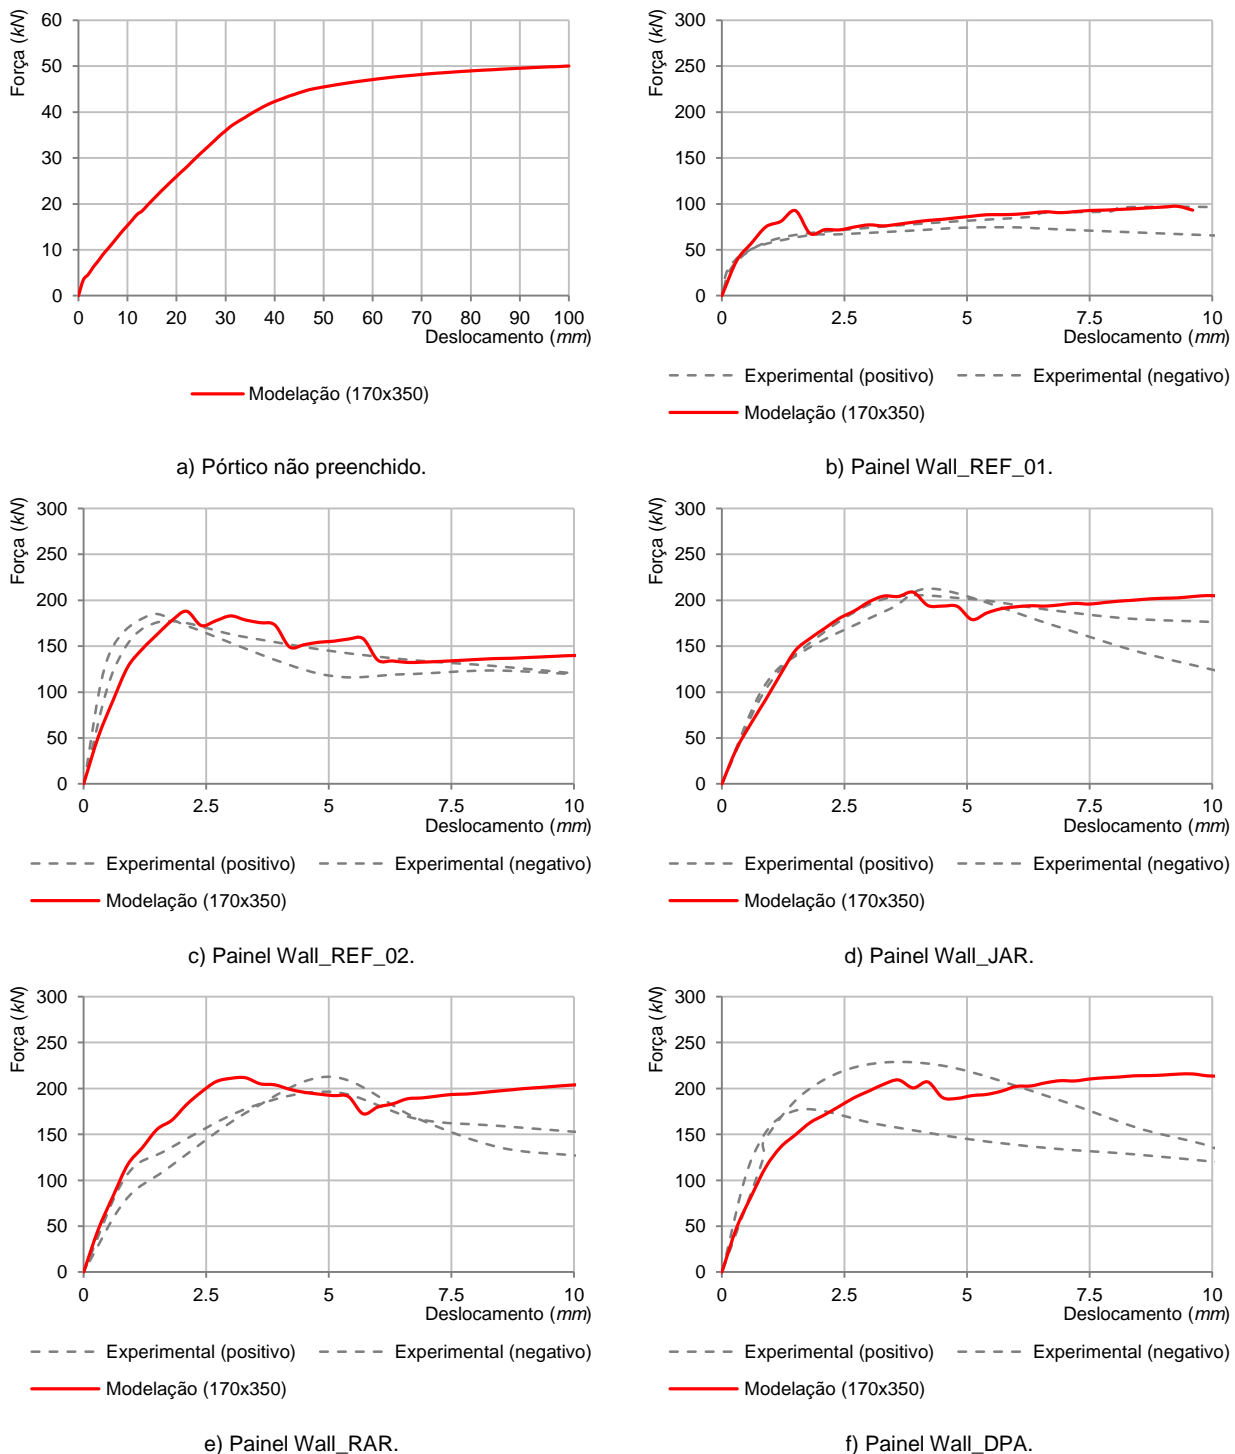 Força (kN)
60
50
40
30
20
10
0
0 10 20 30 40 50 60 70 80 90 100
Deslocamento (mm)
Modelação (170x350)
a) Pórtico não preenchido.
Força (kN)
300
250
200
150
100
50
0
0 2.5 5 7.5 10
Deslocamento (mm)
Experimental (positivo) Experimental (negativo)
Modelação (170x350)
b) Painel Wall_REF_01.
Força (kN)
300
250
200
150
100
50
0
0 2.5 5 7.5 10
Deslocamento (mm)
Experimental (positivo) Experimental (negativo)
Modelação (170x350)
c) Painel Wall_REF_02.
Força (kN)
300
250
200
150
100
50
0
0 2.5 5 7.5 10
Deslocamento (mm)
Experimental (positivo) Experimental (negativo)
Modelação (170x350)
d) Painel Wall_JAR.
Força (kN)
300
250
200
150
100
50
0
0 2.5 5 7.5 10
Deslocamento (mm)
Experimental (positivo) Experimental (negativo)
Modelação (170x350)
e) Painel Wall_RAR.
Força (kN)
300
250
200
150
100
50
0
0 2.5 5 7.5 10
Deslocamento (mm)
Experimental (positivo) Experimental (negativo)
Modelação (170x350)
f) Painel Wall_DPA.